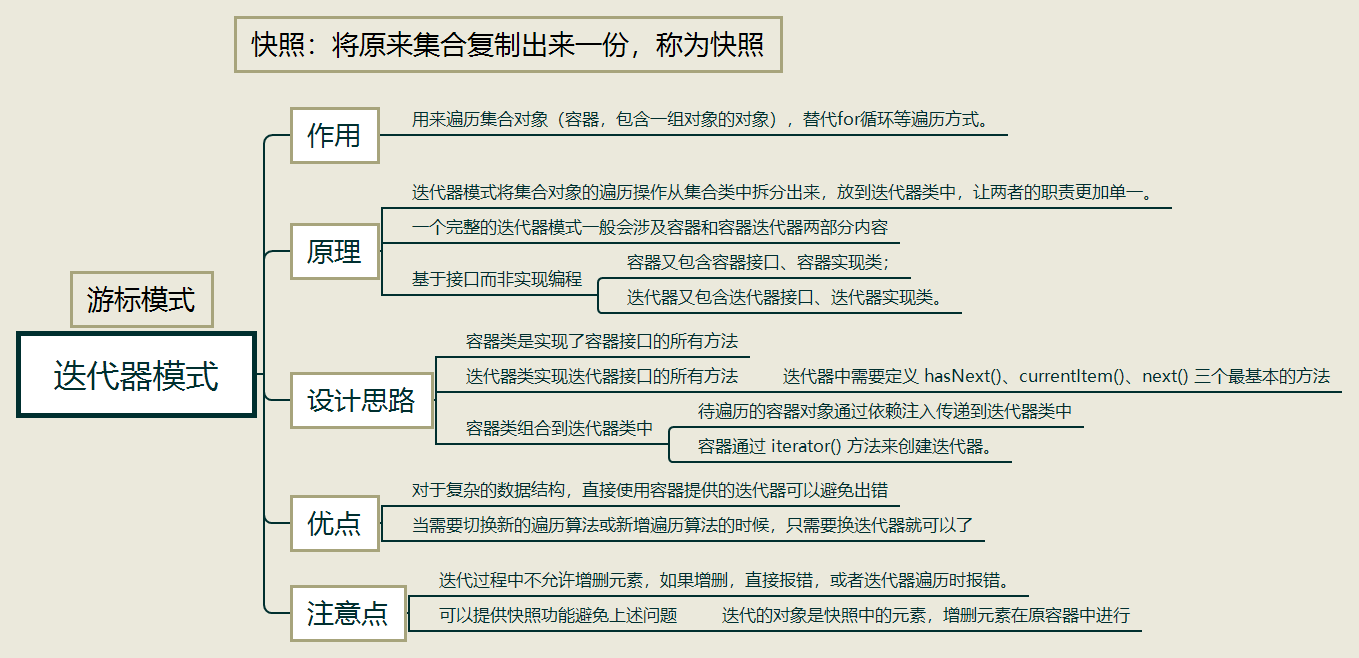 快照：将原来集合复制出来一份，称为快照
游标模式
迭代器模式
作用
用来遍历集合对象（容器，包含一组对象的对象），替代for循环等遍历方式。
原理
迭代器模式将集合对象的遍历操作从集合类中拆分出来，放到迭代器类中，让两者的职责更加单一。
一个完整的迭代器模式一般会涉及容器和容器迭代器两部分内容
基于接口而非实现编程
容器又包含容器接口、容器实现类；
迭代器又包含迭代器接口、迭代器实现类。
设计思路
容器类是实现了容器接口的所有方法
迭代器类实现迭代器接口的所有方法
迭代器中需要定义 hasNext()、currentItem()、next() 三个最基本的方法
容器类组合到迭代器类中
待遍历的容器对象通过依赖注入传递到迭代器类中
容器通过 iterator() 方法来创建迭代器。
优点
对于复杂的数据结构，直接使用容器提供的迭代器可以避免出错
当需要切换新的遍历算法或新增遍历算法的时候，只需要换迭代器就可以了
注意点
迭代过程中不允许增删元素，如果增删，直接报错，或者迭代器遍历时报错。
可以提供快照功能避免上述问题
迭代的对象是快照中的元素，增删元素在原容器中进行